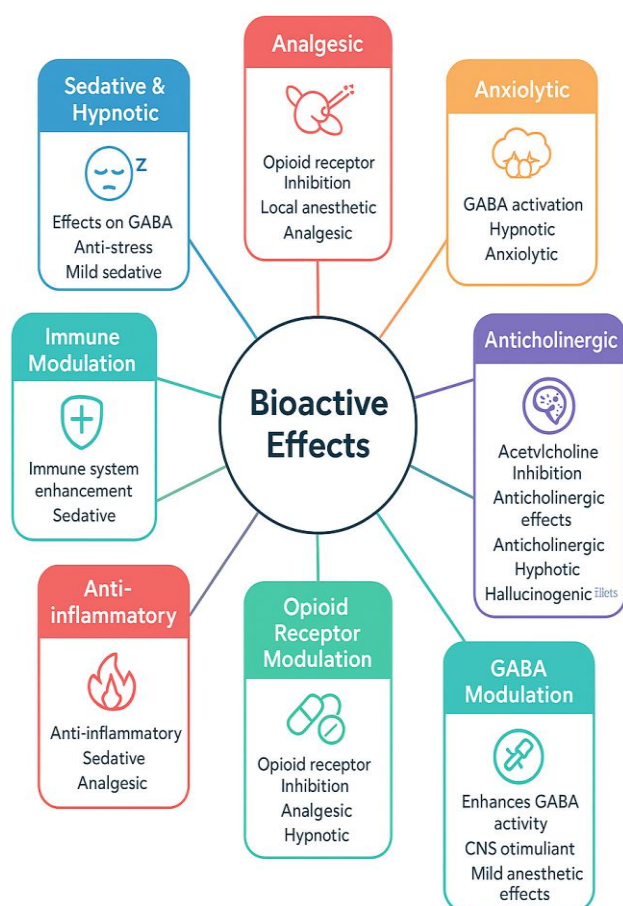 Analgesic
Opioid receptor
Inhibition
Local anesthetic
Analgesic
Sedative &
Hypnotic
Z
Effects on GABA
Anti-stress
Mild sedative
Anxiolytic
GABA activation
Hypnotic
Anxiolytic
Immune
Modulation
Immune system
enhancement
Sedative
Bioactive
Effects
Anticholinergic
Acetvlcholine
Inhibition
Anticholinergic
effects
Anticholinergic
Hyphotic
Hallucinogenic
Anti-
inflammatory
Anti-inflammatory
Sedative
Analgesic
Opioid
Receptor
Modulation
Opioid receptor
Inhibition
Analgesic
Hypnotic
GABA
Modulation
Enhances GABA
activity
CNS otimuliant
Mild anesthetic
effects